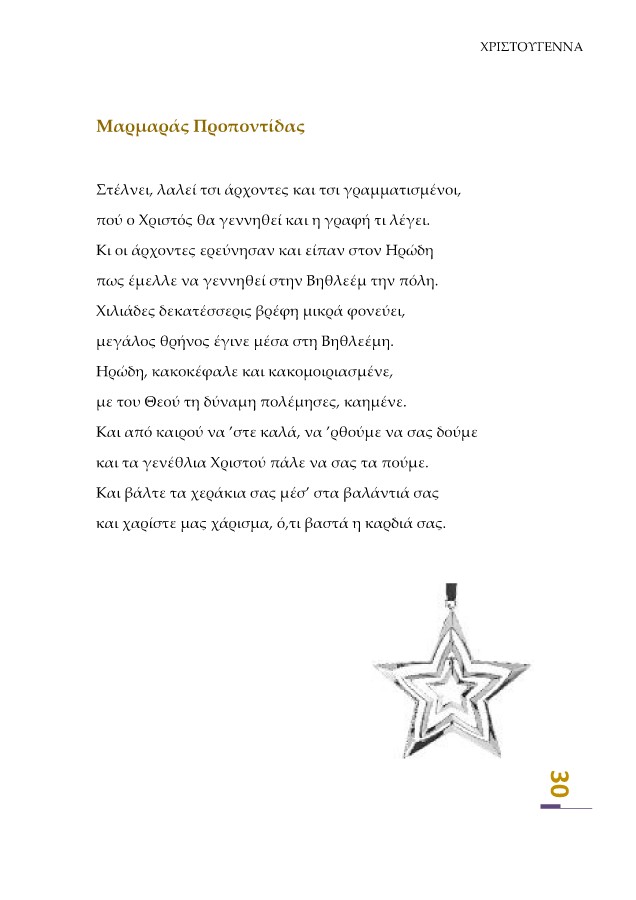 ΧΡΙΣΤΟΥΓΕΝΝΑ
Μαρμαράς Προποντίδας
Στέλνει, λαλεί τσι άρχοντες και τσι γραμματισμένοι,
πού ο Χριστός θα γεννηθεί και η γραφή τι λέγει.
Κι οι άρχοντες ερεύνησαν και είπαν στον Ηρώδη
πως έμελλε να γεννηθεί στην Βηθλεέμ την πόλη.
Χιλιάδες δεκατέσσερις βρέφη μικρά φονεύει,
μεγάλος θρήνος έγινε μέσα στη Βηθλεέμη.
Ηρώδη, κακοκέφαλε και κακομοιριασμένε,
με του Θεού τη δύναμη πολέμησες, καημένε.
Και από καιρού να ’στε καλά, να ’ρθούμε να σας δούμε
και τα γενέθλια Χριστού πάλε να σας τα πούμε.
Και βάλτε τα χεράκια σας μέσ’ στα βαλάντιά σας
και χαρίστε μας χάρισμα, ό,τι βαστά η καρδιά σας.
30